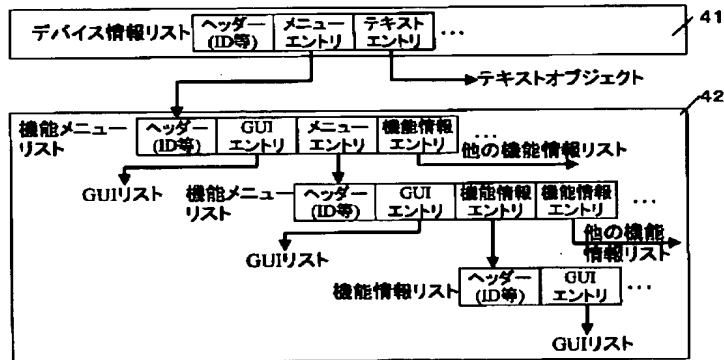 41
デバイス情報リスト
ヘッダー
(ID等)
メニュー
エントリ
テキスト
エントリ
...
テキストオブジェクト
42
機能メニュー
リスト
ヘッダー
(ID等)
GUI
エントリ
メニュー
エントリ
機能情報
エントリ
...
他の機能情報リスト
GUIリスト
機能メニュー
リスト
ヘッダー
(ID等)
GUI
エントリ
機能情報
エントリ
機能情報
エントリ
...
他の機能
情報リスト
GUIリスト
機能情報リスト
ヘッダー
(ID等)
GUI
エントリ
...
GUIリスト